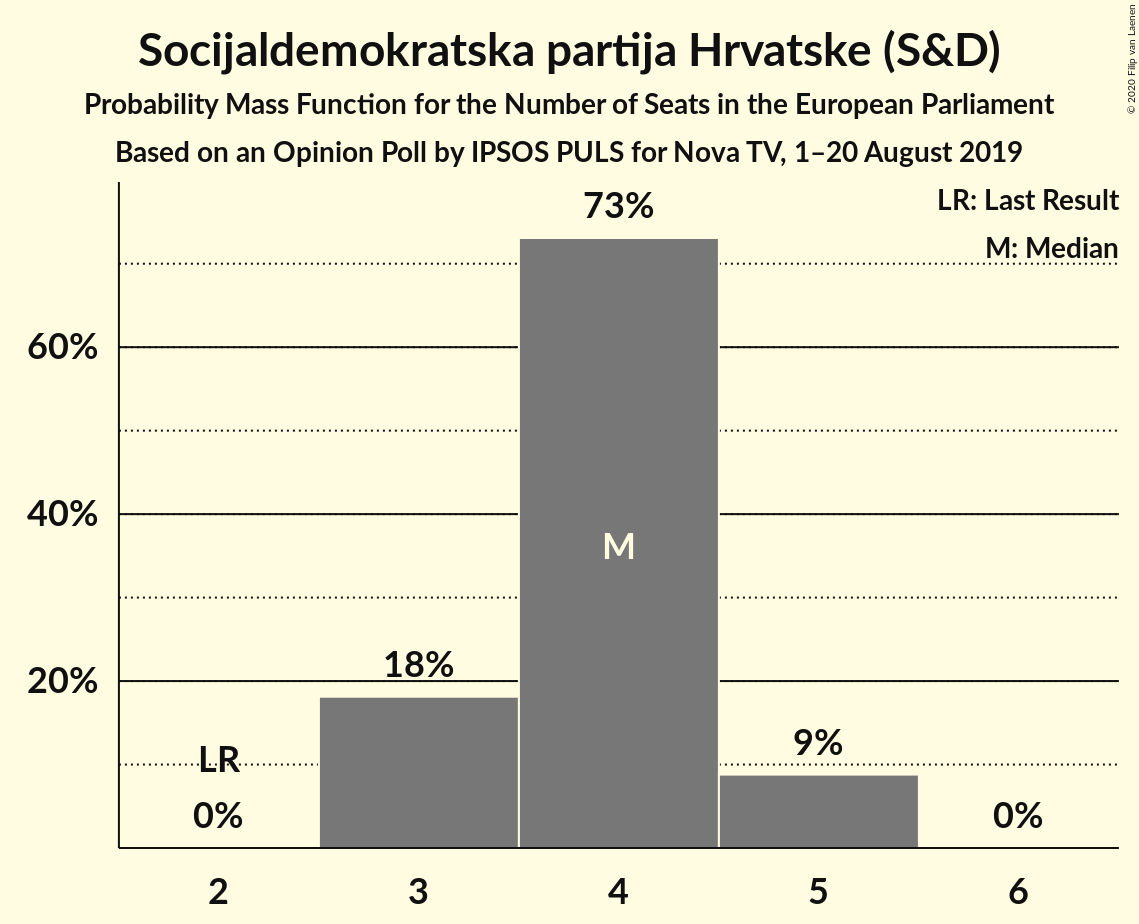 Socijaldemokratska partija Hrvatske (S&D)
Probability Mass Function for the Number of Seats in the European Parliament
Based on an Opinion Poll by IPSOS PULS for Nova TV, 1–20 August 2019
© 2020 Filip van Laenen
LR: Last Result
M: Median
73%
60%
40%
M
18%
20%
9%
LR
0%
0%
2 3 4 5 6